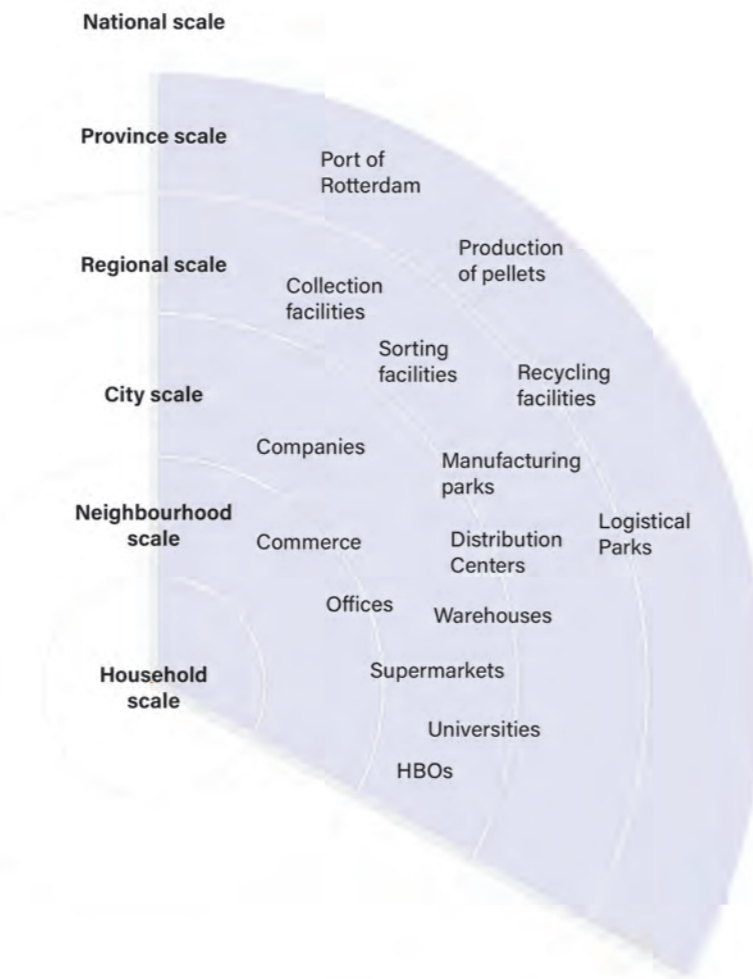 National scale
Province scale
Port of
Rotterdam
Production
of pellets
Regional scale
Collection
facilities
Sorting
facilities
Recycling
facilities
City scale
Companies
Manufacturing
parks
Neighbourhood
scale
Commerce
Distribution
Centers
Logistical
Parks
Offices
Warehouses
Household
scale
Supermarkets
Universities
HBOs